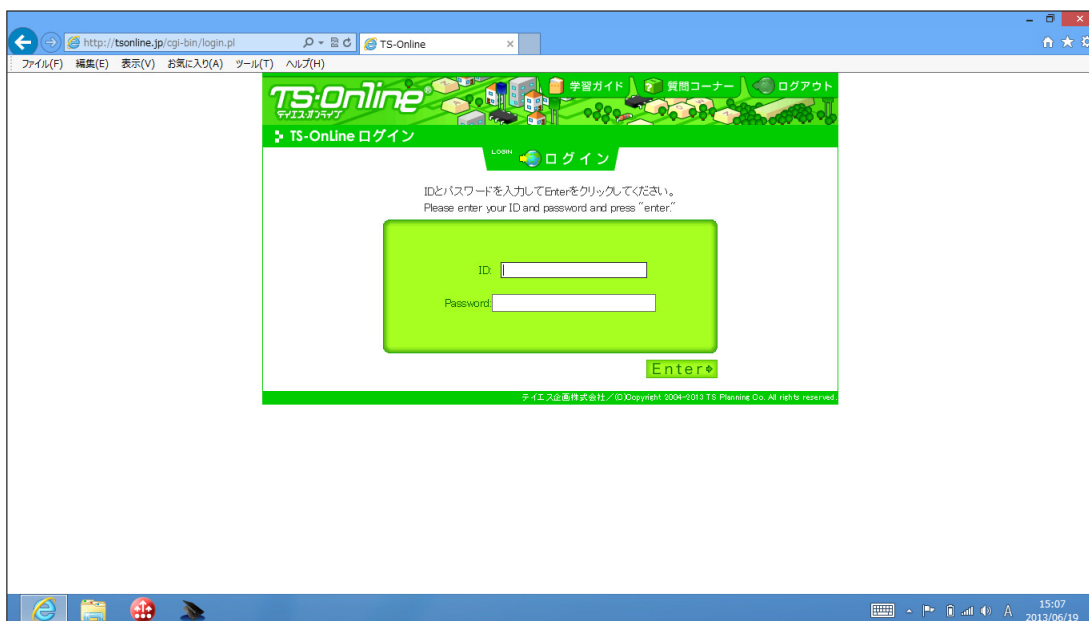 http://tsonline.jp/cgi-bin/login.pl
TS-Online
ファイル(F) 編集(E) 表示(V) お気に入り(A) ツール(T) ヘルプ(H)
TS-Online®
テイエス・オンライン
学習ガイド 質問コーナー ログアウト
TS-OnLine ログイン
LOGIN ログイン
IDとパスワードを入力してEnterをクリックしてください。
Please enter your ID and password and press "enter."
ID:
Password:
Enter
テイエス企画株式会社/(C)Copyright 2004-2013 TS Planning Co. All rights reserved.
A
15:07
2013/06/19